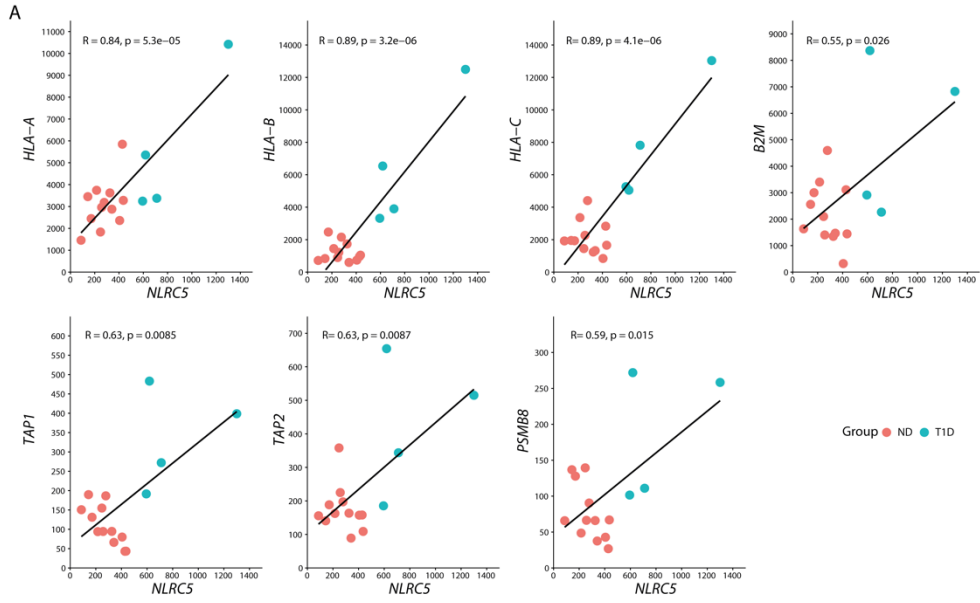 A
R = 0.84, p = 5.3e−05
11000
10000
9000
8000
7000
6000
5000
4000
3000
2000
1000
0
HLA−A
0 200 400 600 800 1000 1200 1400
NLRC5
R = 0.89, p = 3.2e−06
14000
12000
10000
8000
6000
4000
2000
0
HLA−B
0 200 400 600 800 1000 1200 1400
NLRC5
R= 0.89, p = 4.1e−06
14000
12000
10000
8000
6000
4000
2000
0
HLA−C
0 200 400 600 800 1000 1200 1400
NLRC5
R = 0.55, p = 0.026
9000
8000
7000
6000
5000
4000
3000
2000
1000
0
B2M
0 200 400 600 800 1000 1200 1400
NLRC5
R = 0.63, p = 0.0085
600
550
500
450
400
350
300
250
200
150
100
50
0
TAP1
0 200 400 600 800 1000 1200 1400
NLRC5
R = 0.63, p = 0.0087
700
600
500
400
300
200
100
0
TAP2
0 200 400 600 800 1000 1200 1400
NLRC5
R = 0.59, p = 0.015
300
250
200
150
100
50
0
PSMB8
0 200 400 600 800 1000 1200 1400
NLRC5
Group ND T1D